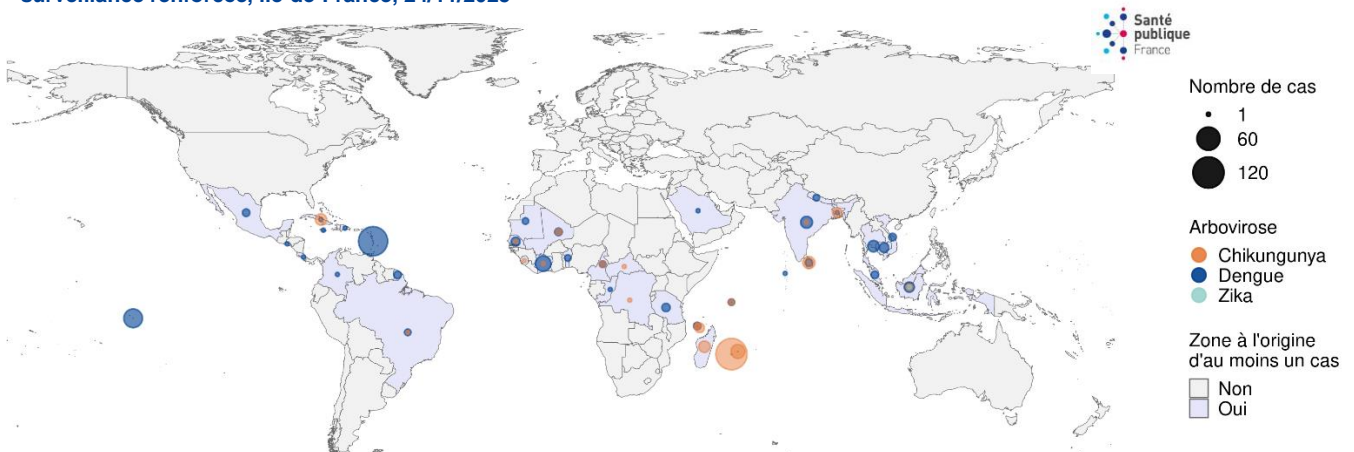 surveillance renforcée, Île-de-France, 24/11/2025
Santé
publique
France
Nombre de cas
1
60
120
Arbovirose
Chikungunya
Dengue
Zika
Zone à l'origine
d'au moins un cas
Non
Oui